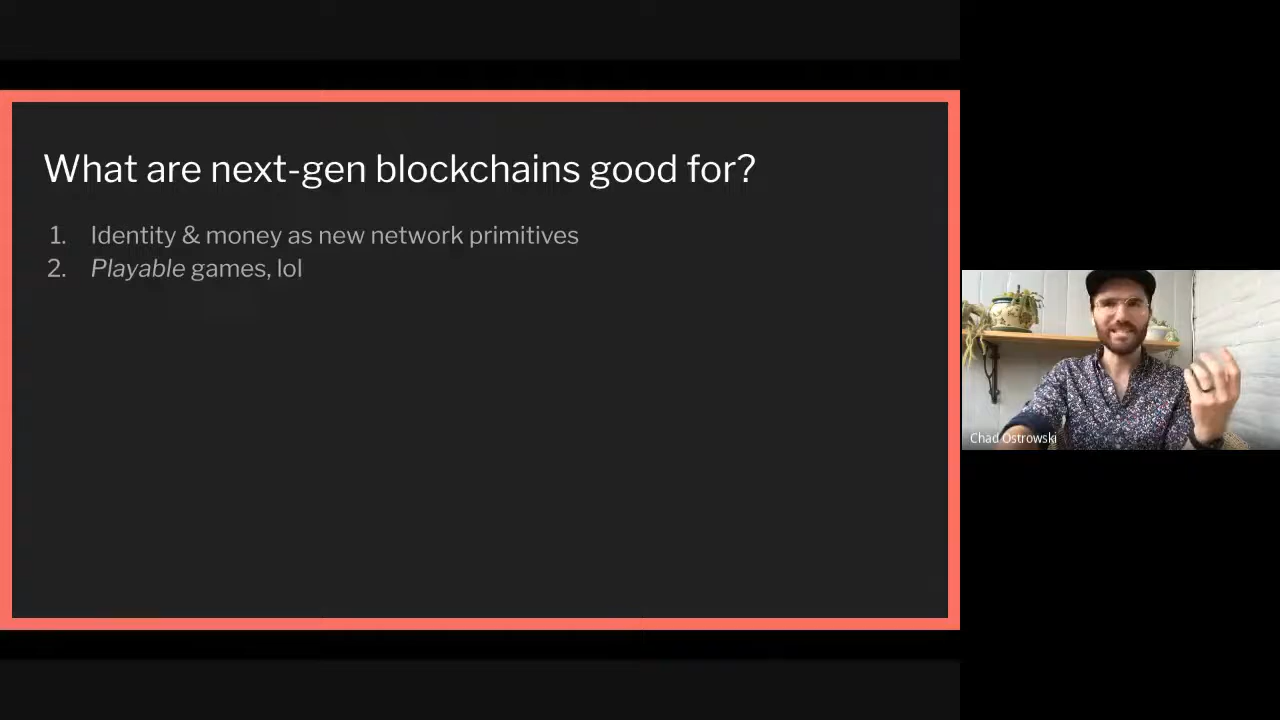 What are next-gen blockchains good for?
1. Identity & money as new network primitives
2. Playable games, lol
Chad Ostrowski